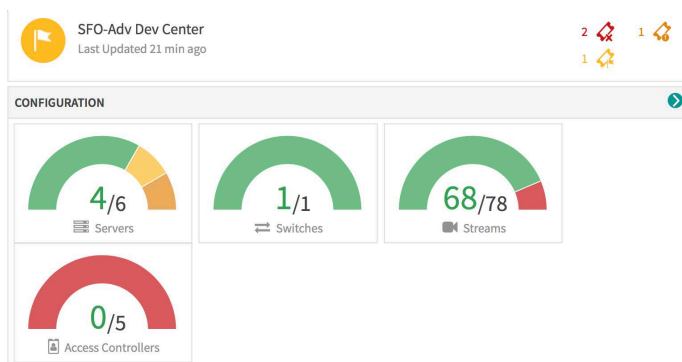 SFO-Adv Dev Center
Last Updated 21 min ago
2
1
1
CONFIGURATION
4/6
Servers
1/1
Switches
68/78
Streams
0/5
Access Controllers